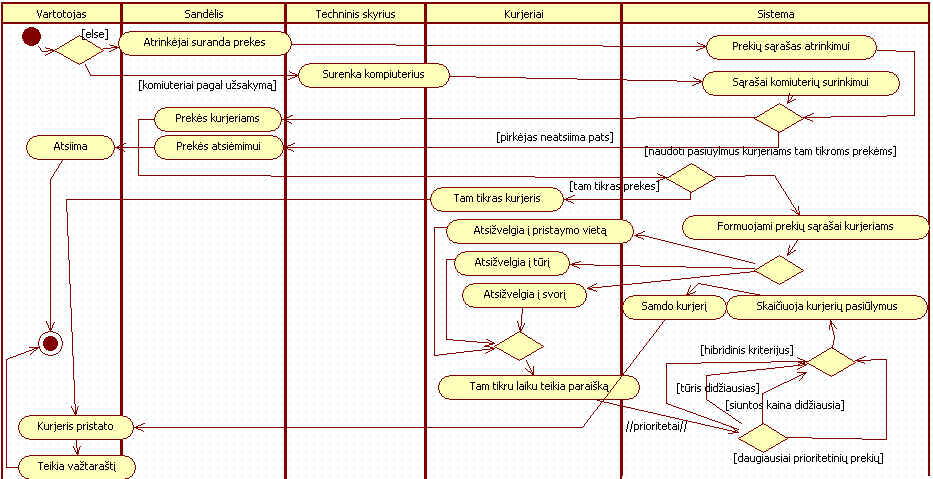 Vartotojas
Sandėlis
Techninis skyrius
Kurjeriai
Sistema
[else]
Atrinkėjai suranda prekes
Prekių sąrašas atrinkimui
Surenka kompiuterius
[komiuteriai pagal užsakymą]
Sąrašai komiuterių surinkimui
Prekės kurjeriams
[pirkėjas neatsiima pats]
Atsiima
Prekės atsiėmimui
[naudoti pasiuylmus kurjeriams tam tikroms prekėms]
[tam tikras prekes]
Tam tikras kurjeris
Formuojami prekių sąrašai kurjeriams
Atsižvelgia į pristaymo vietą
Atsižvelgia į tūrį
Atsižvelgia į svorį
Samdo kurjerį
Skaičiuoja kurjerių pasiūlymus
[hibridinis kriterijus]
Tam tikru laiku teikia paraišką
[tūris didžiausias]
[siuntos kaina didžiausia]
Kurjeris pristato
//prioritetai//
[daugiausiai prioritetinių prekių]
Teikia važtaraštį